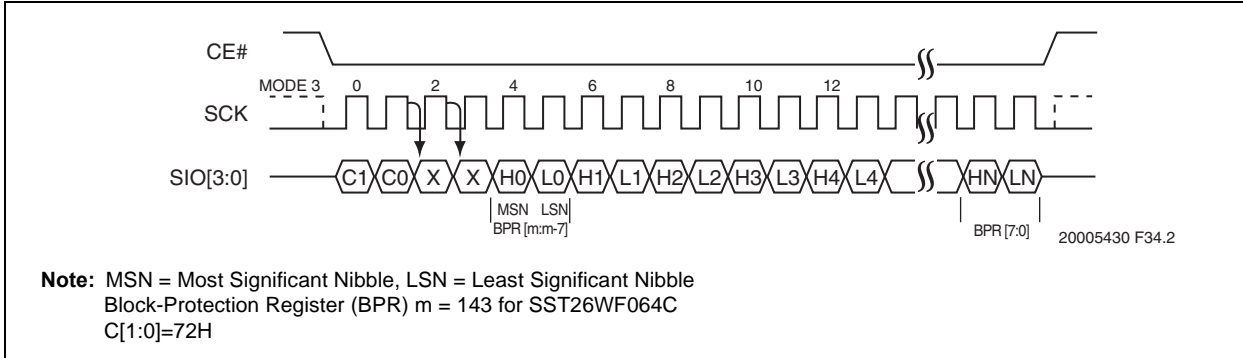 CE#
MODE 3 0 2 4 6 8 10 12
SCK
SIO[3:0] C1 C0 X X H0 L0 H1 L1 H2 L2 H3 L3 H4 L4 HN LN
MSN LSN
BPR [m:m-7] BPR [7:0]
20005430 F34.2
Note: MSN = Most Significant Nibble, LSN = Least Significant Nibble
Block-Protection Register (BPR) m = 143 for SST26WF064C
C[1:0]=72H